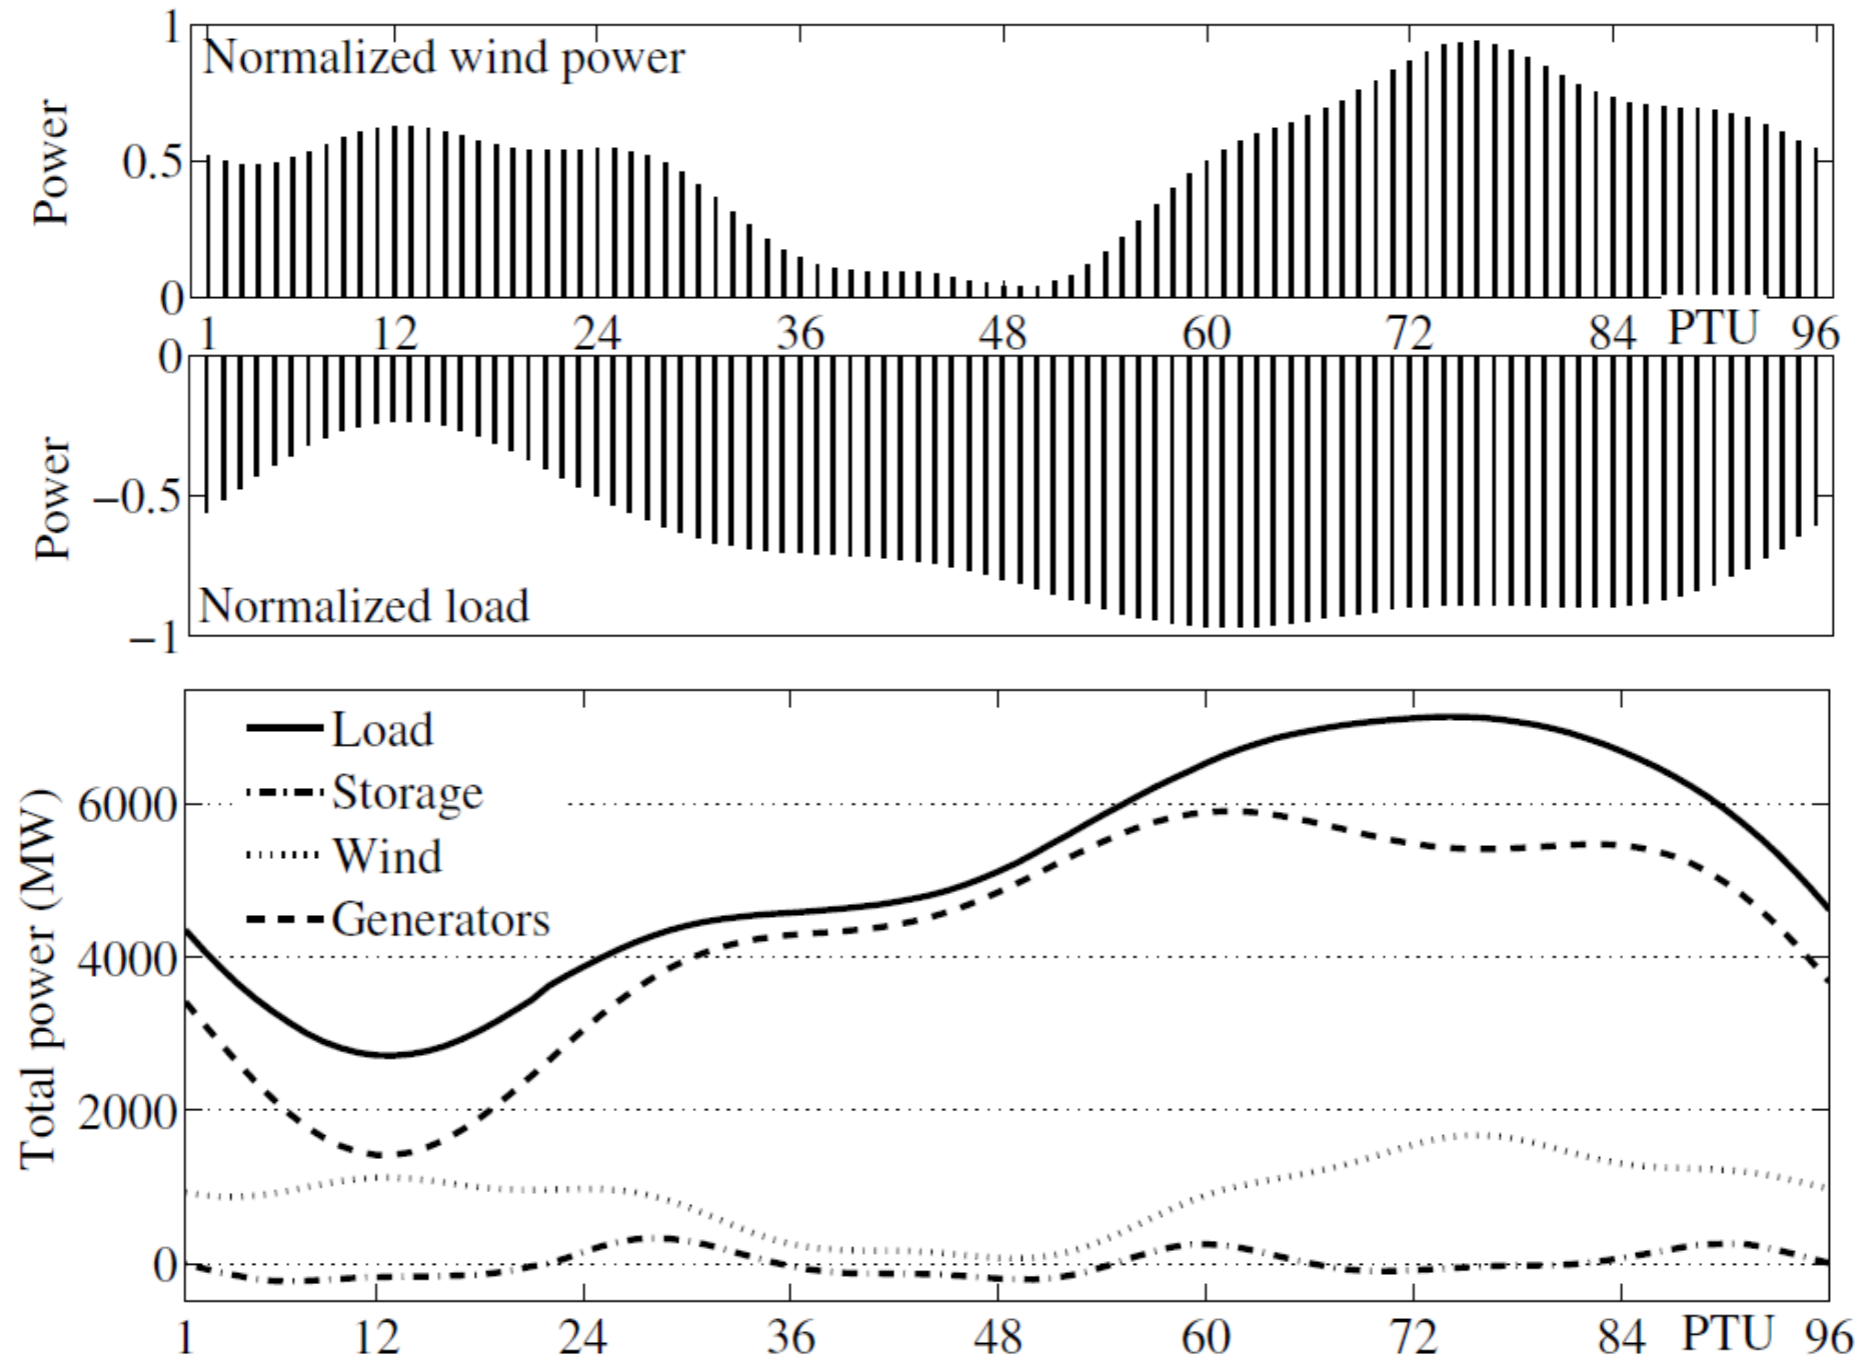 1
Normalized wind power
Power
0.5
0
1 12 24 36 48 60 72 84 PTU 96
0
Power
−0.5
Normalized load
−1
Load
Storage
Wind
Generators
Total power (MW)
6000
4000
2000
0
1 12 24 36 48 60 72 84 PTU 96